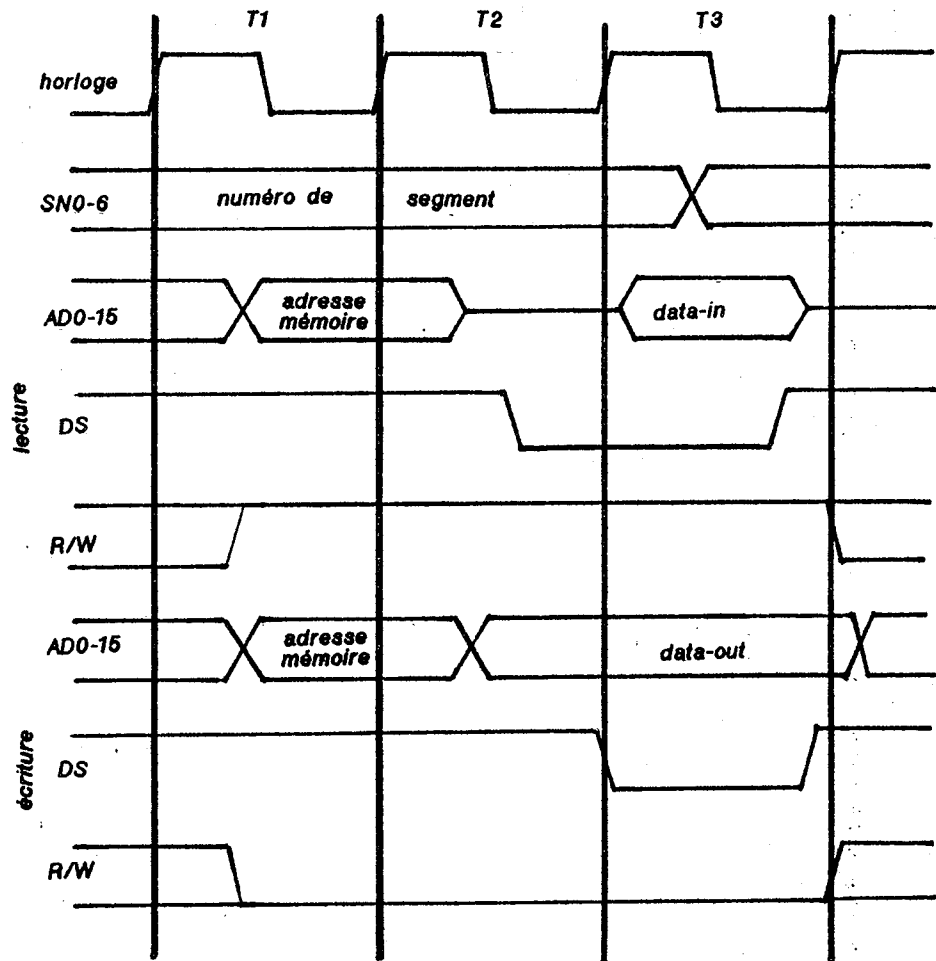 T1 T2 T3
horloge
SN0-6 numéro de segment
lecture
AD0-15 adresse mémoire data-in
DS
R/W
écriture
AD0-15 adresse mémoire data-out
DS
R/W